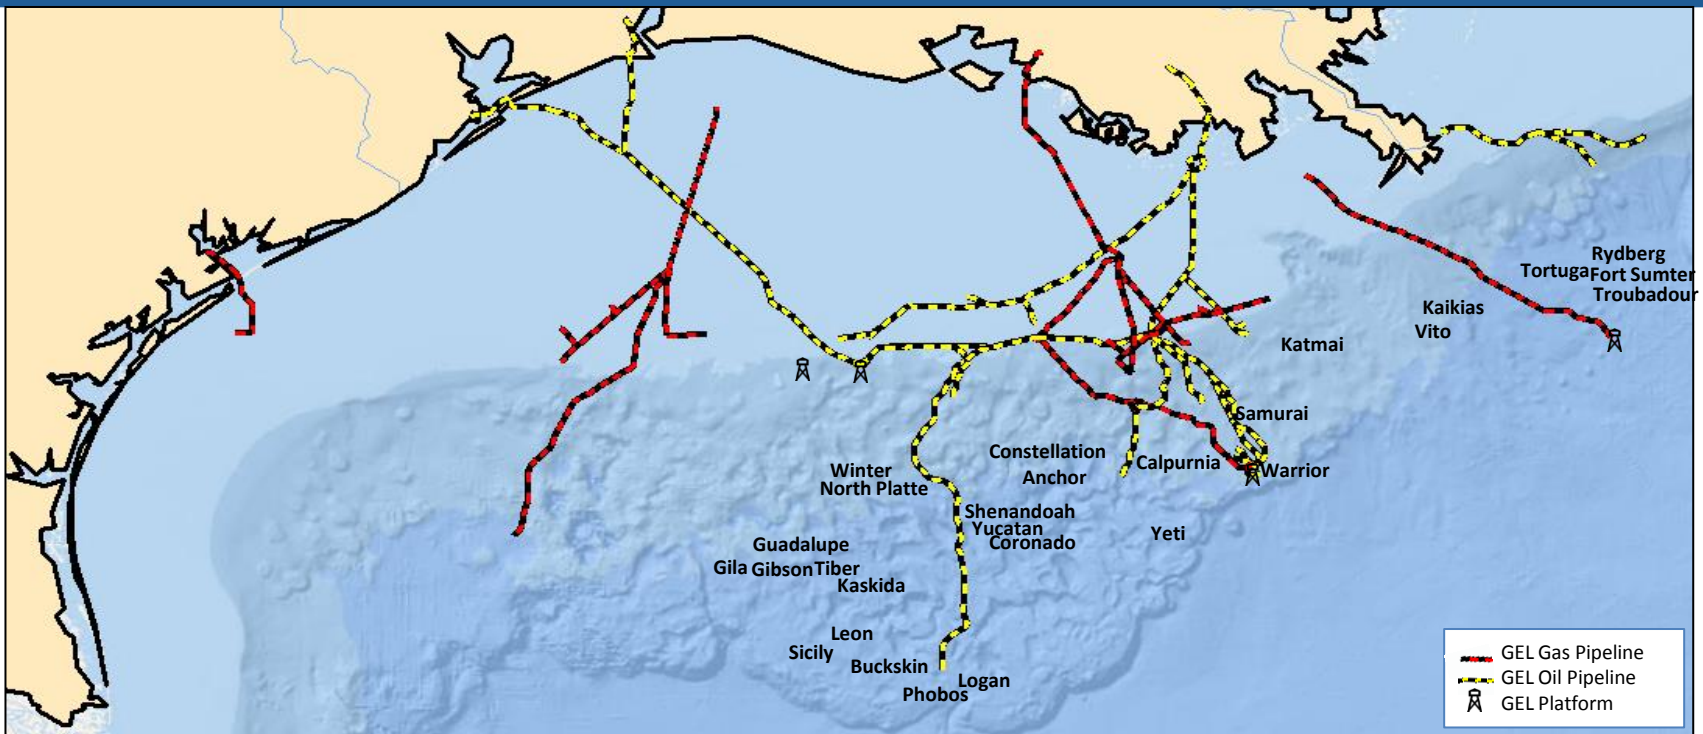 Rydberg
Tortuga
Fort Sumter
Troubadour
Kaikias
Vito
Katmai
Samurai
Constellation
Calpurnia
Warrior
Winter
Anchor
North Platte
Shenandoah
Yucatan
Coronado
Yeti
Guadalupe
Gila
Gibson
Tiber
Kaskida
Leon
Sicily
Buckskin
Logan
Phobos
GEL Gas Pipeline
GEL Oil Pipeline
GEL Platform